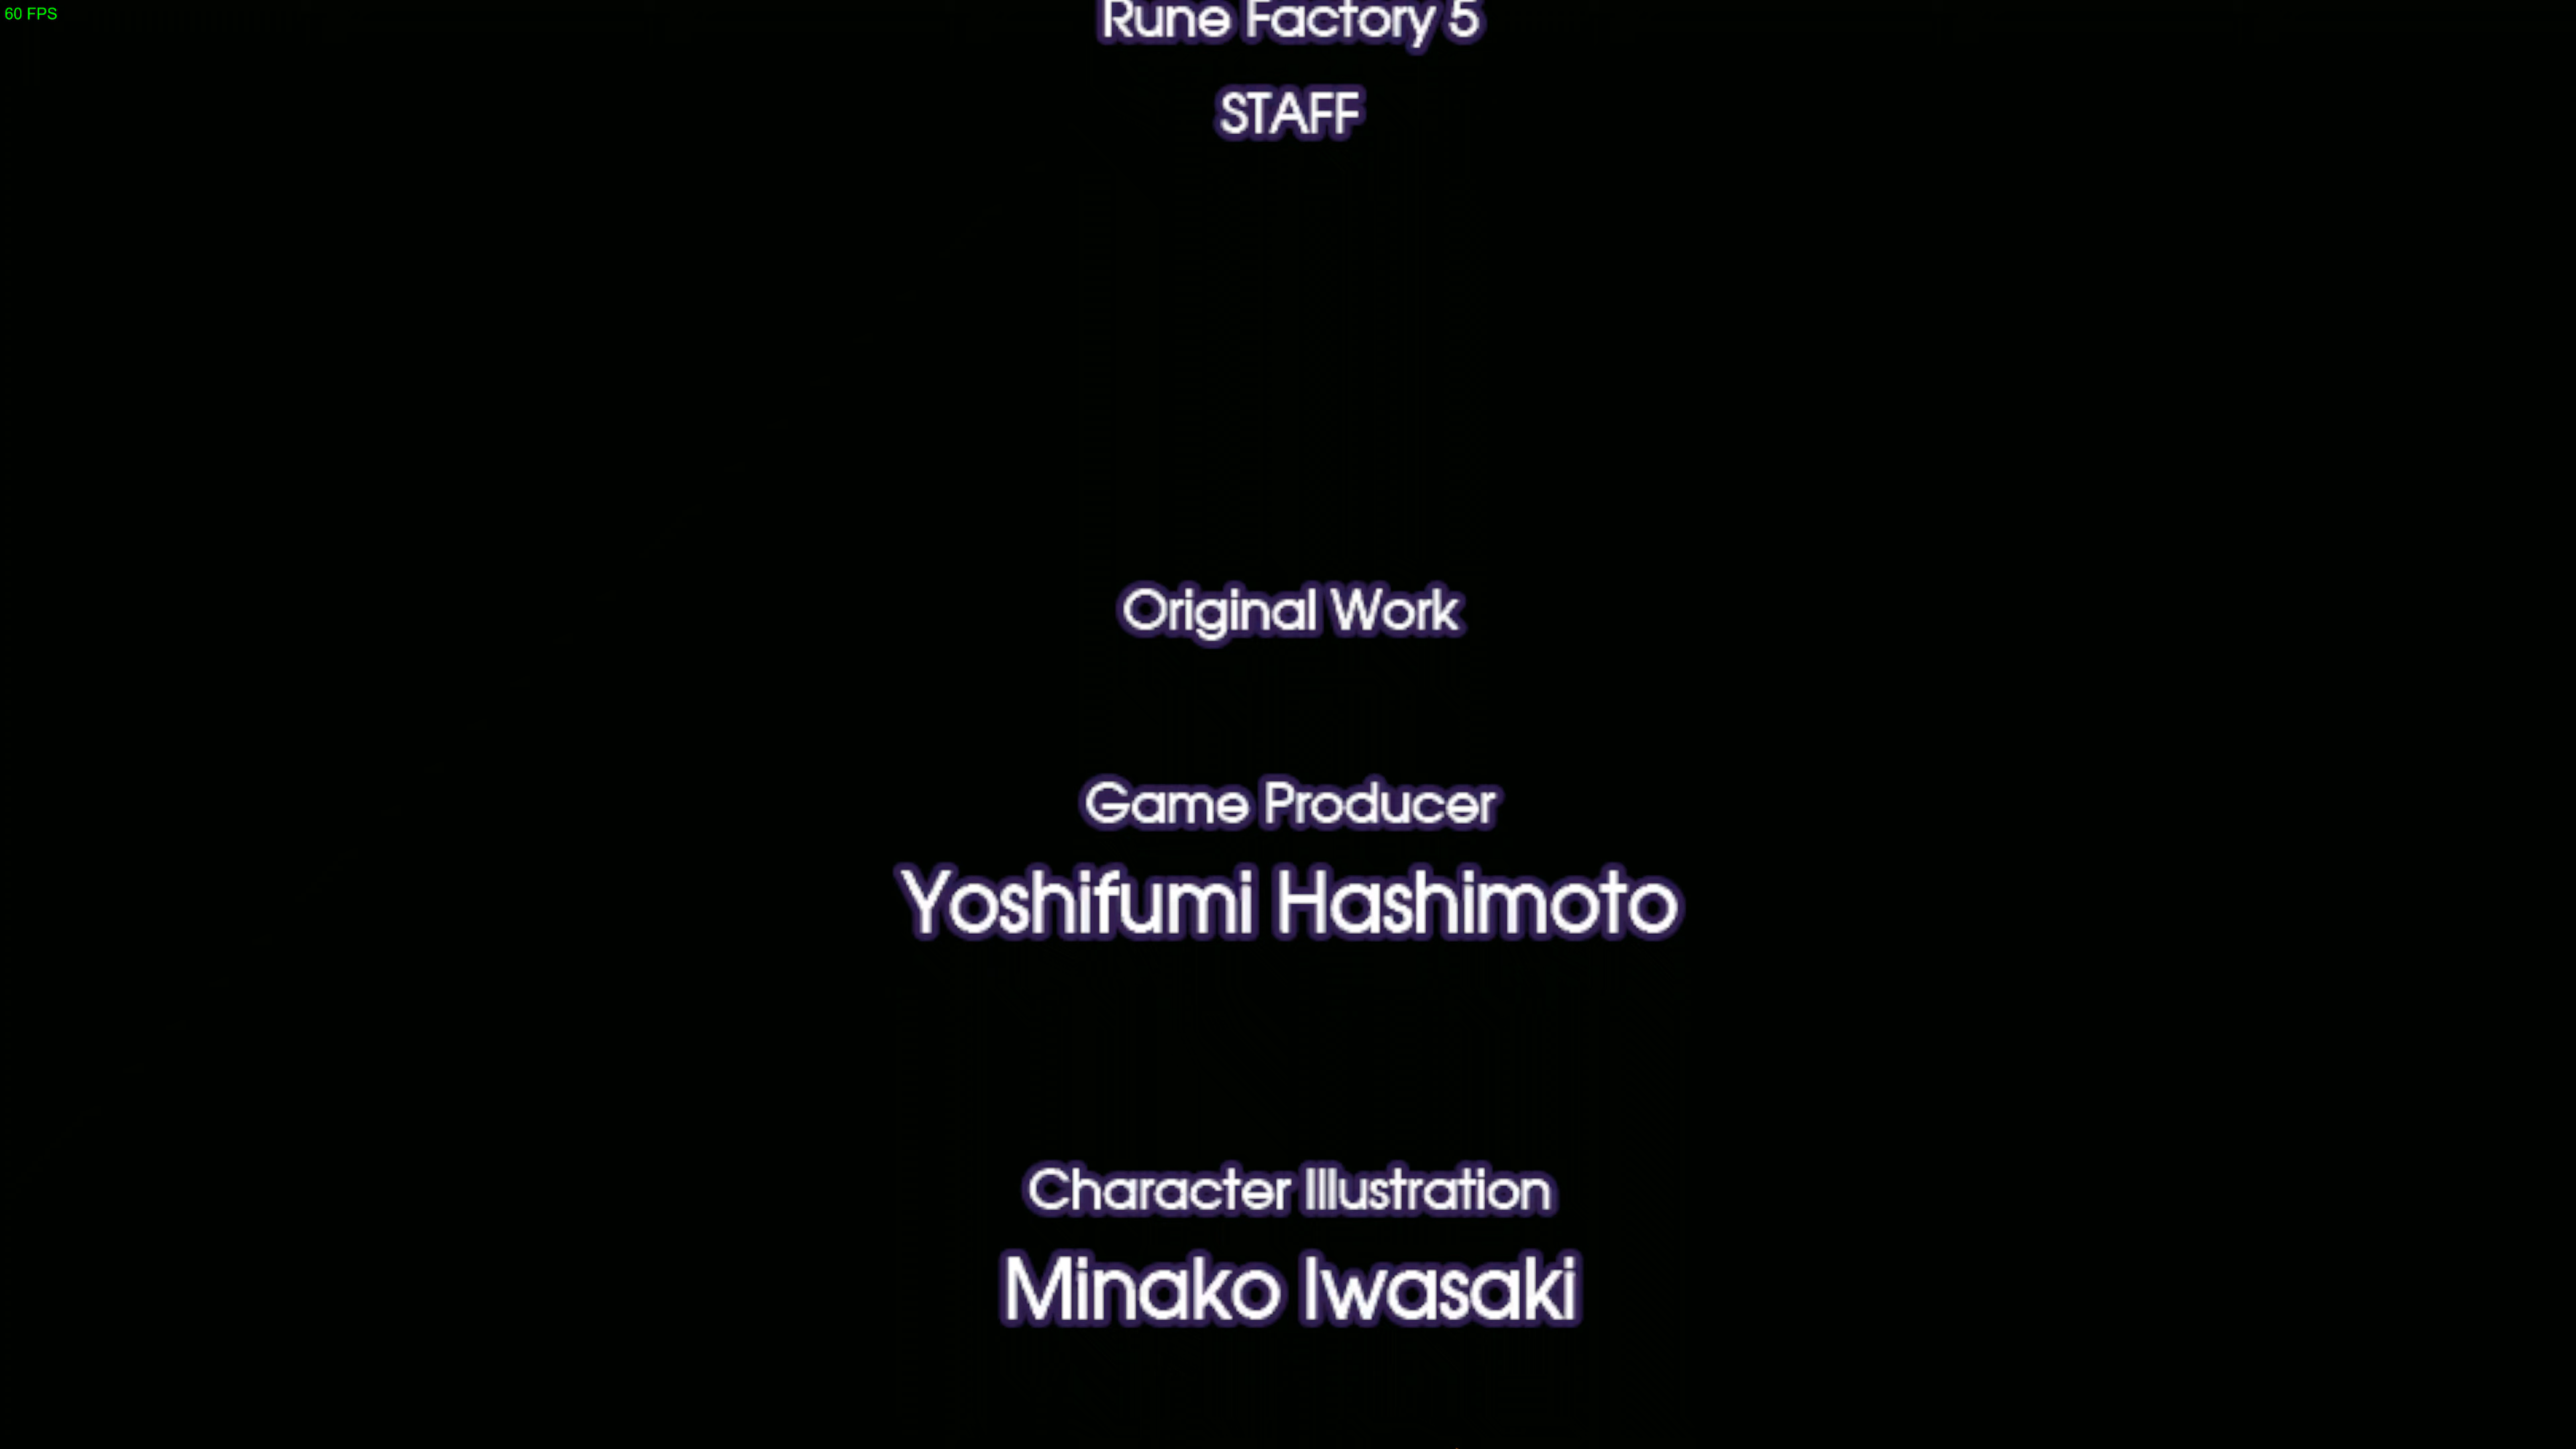 60 FPS
Rune Factory 5
STAFF
Original Work
Game Producer
Yoshifumi Hashimoto
Character Illustration
Minako Iwasaki